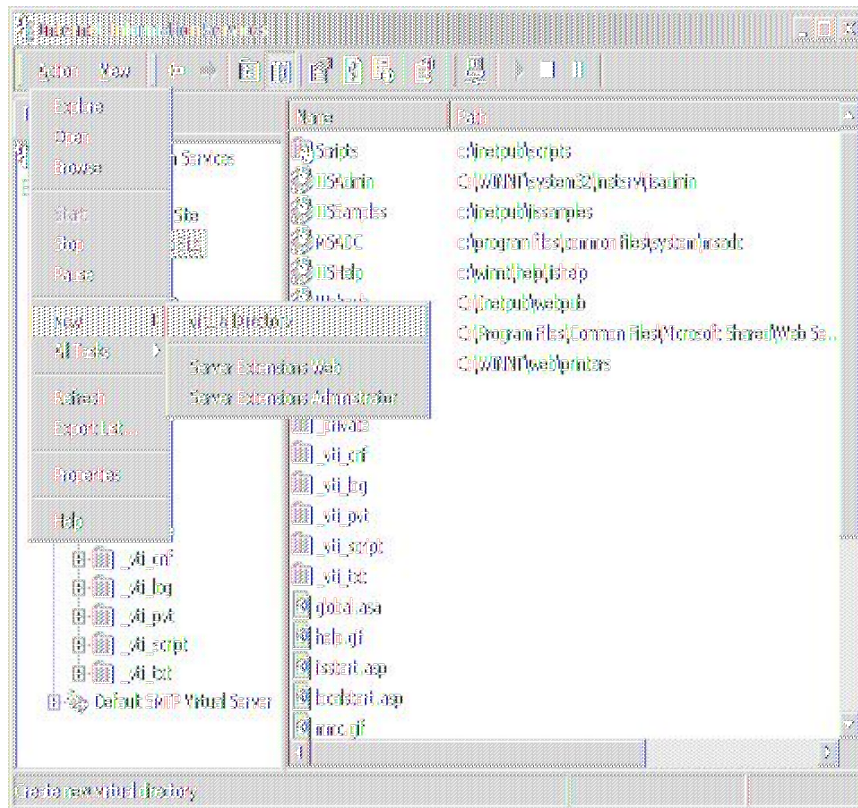 Internet Information Services
Action View
Explore
Open
Browse
Start
Stop
Pause
New
All Tasks
Refresh
Export List...
Properties
Help
Virtual Directory
Server Extensions Web
Server Extensions Administrator
Services
Site
_vti_cnf
_vti_log
_vti_pvt
_vti_script
_vti_txt
Default SMTP Virtual Server
Name Path
Scripts c:\inetpub\scripts
IISAdmin C:\WINNT\system32\inetsrv\iisadmin
IISSamples c:\inetpub\iissamples
MSADC c:\program files\common files\system\msadc
IISHelp c:\winnt\help\iishelp
C:\Inetpub\webpub
C:\Program Files\Common Files\Microsoft Shared\Web Se...
C:\WINNT\web\printers
_private
_vti_cnf
_vti_log
_vti_pvt
_vti_script
_vti_txt
global.asa
help.gif
iisstart.asp
localstart.asp
mmc.gif
Create new virtual directory